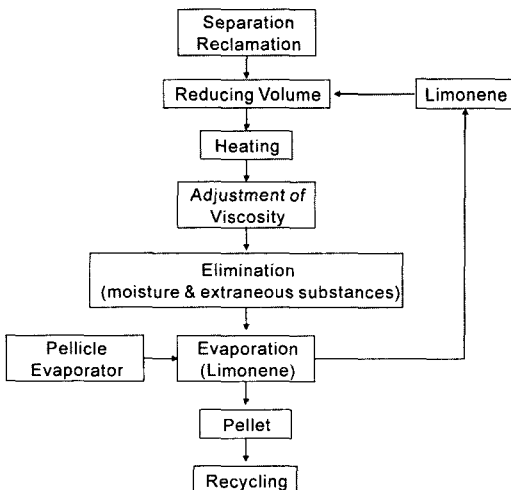 Separation
Reclamation
Reducing Volume
Limonene
Heating
Adjustment of
Viscosity
Elimination
(moisture & extraneous substances)
Pellicle
Evaporator
Evaporation
(Limonene)
Pellet
Recycling